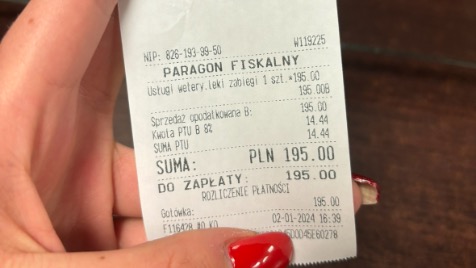 NIP: 826-193-99-50 W119225
PARAGON FISKALNY
Usługi wetery.leki zabiegi 1 szt.*195.00
195.00B
Sprzedaż opodatkowana B: 195.00
Kwota PTU B 8% 14.44
SUMA PTU 14.44
SUMA: PLN 195.00
DO ZAPŁATY: 195.00
ROZLICZENIE PŁATNOŚCI
Gotówka: 195.00
02-01-2024 16:39